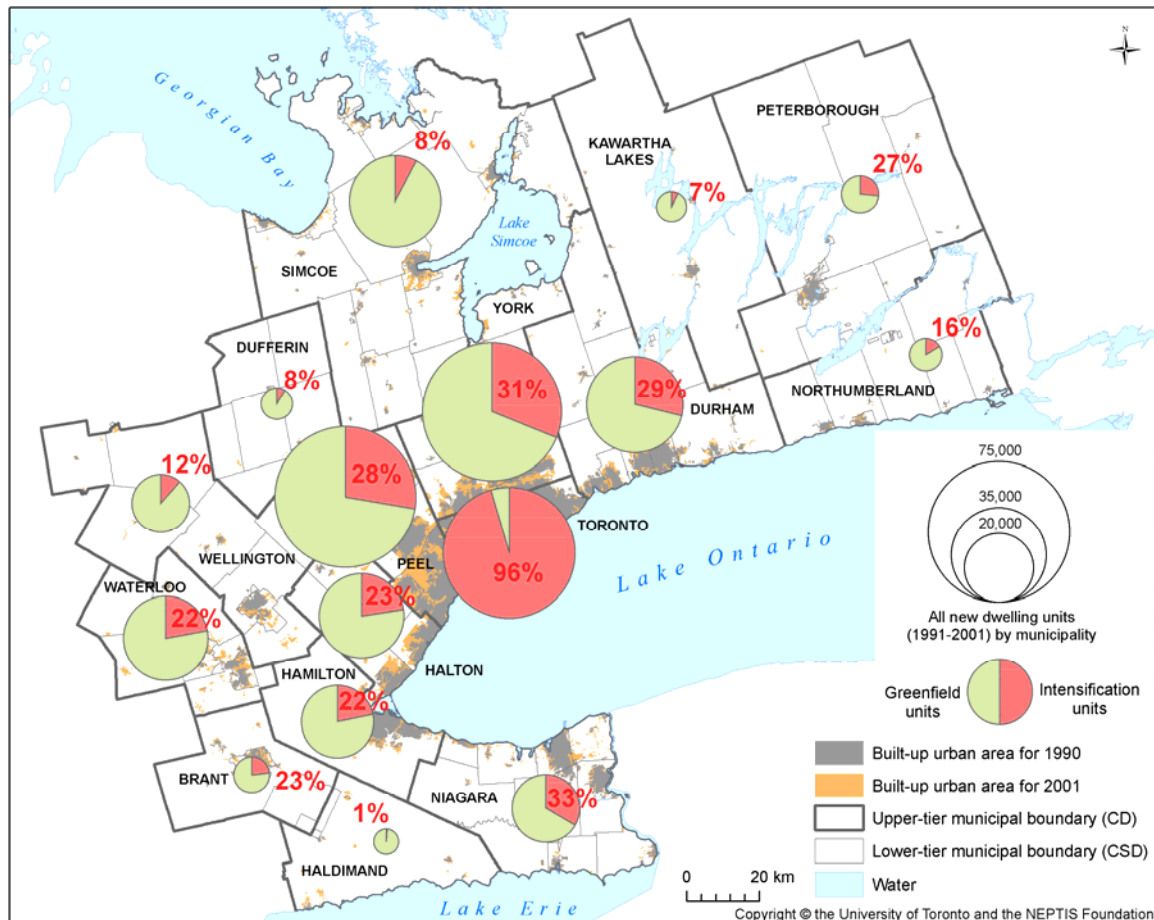 N
Georgian Bay
PETERBOROUGH
KAWARTHA
LAKES
8%
27%
7%
Lake
Simcoe
SIMCOE
YORK
16%
DUFFERIN
8%
31%
29%
NORTHUMBERLAND
DURHAM
12%
28%
75,000
35,000
20,000
TORONTO
WELLINGTON
PEEL
96%
Lake Ontario
WATERLOO
23%
22%
All new dwelling units
(1991-2001) by municipality
HAMILTON
HALTON
22%
Greenfield
units
Intensification
units
BRANT
23%
NIAGARA
33%
1%
HALDIMAND
Built-up urban area for 1990
Built-up urban area for 2001
Upper-tier municipal boundary (CD)
Lower-tier municipal boundary (CSD)
Water
0 20 km
Lake Erie
Copyright © the University of Toronto and the NEPTIS Foundation